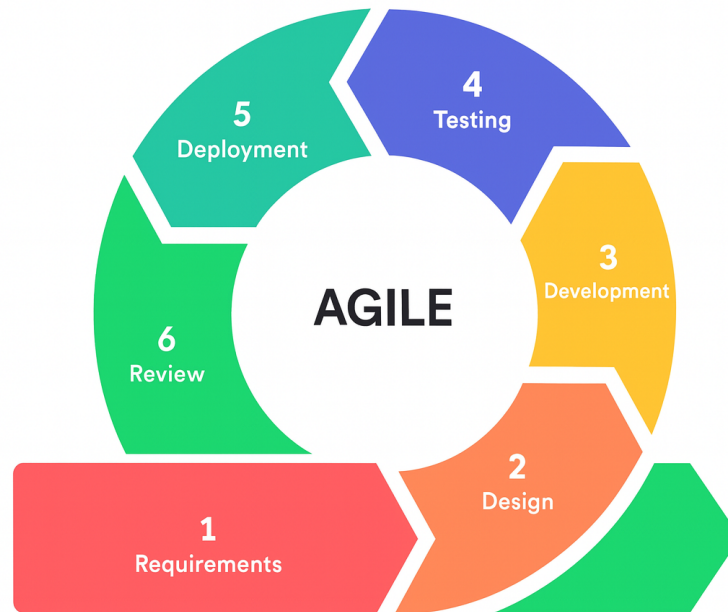 5
Deployment
4
Testing
3
Development
AGILE
6
Review
2
Design
1
Requirements